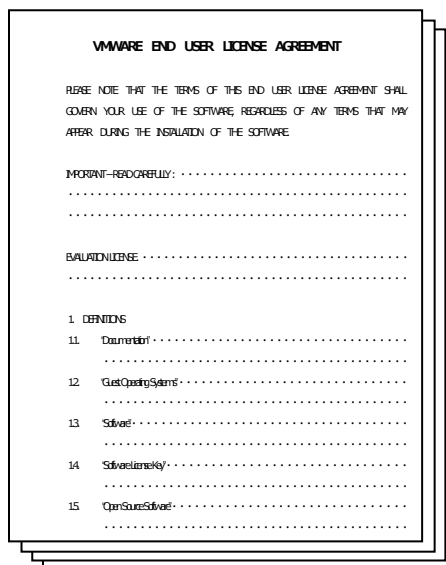 VMWARE END USER LICENSE AGREEMENT
PLEASE NOTE THAT THE TERMS OF THIS END USER LICENSE AGREEMENT SHALL
GOVERN YOUR USE OF THE SOFTWARE, REGARDLESS OF ANY TERMS THAT MAY
APPEAR DURING THE INSTALLATION OF THE SOFTWARE.
IMPORTANT-READ CAREFULLY:
EVALUATION LICENSE.
1. DEFINITIONS
1.1. "Documentation"
1.2. "Guest Operating Systems"
1.3. "Software"
1.4. "Software License Key"
1.5. "Open Source Software"